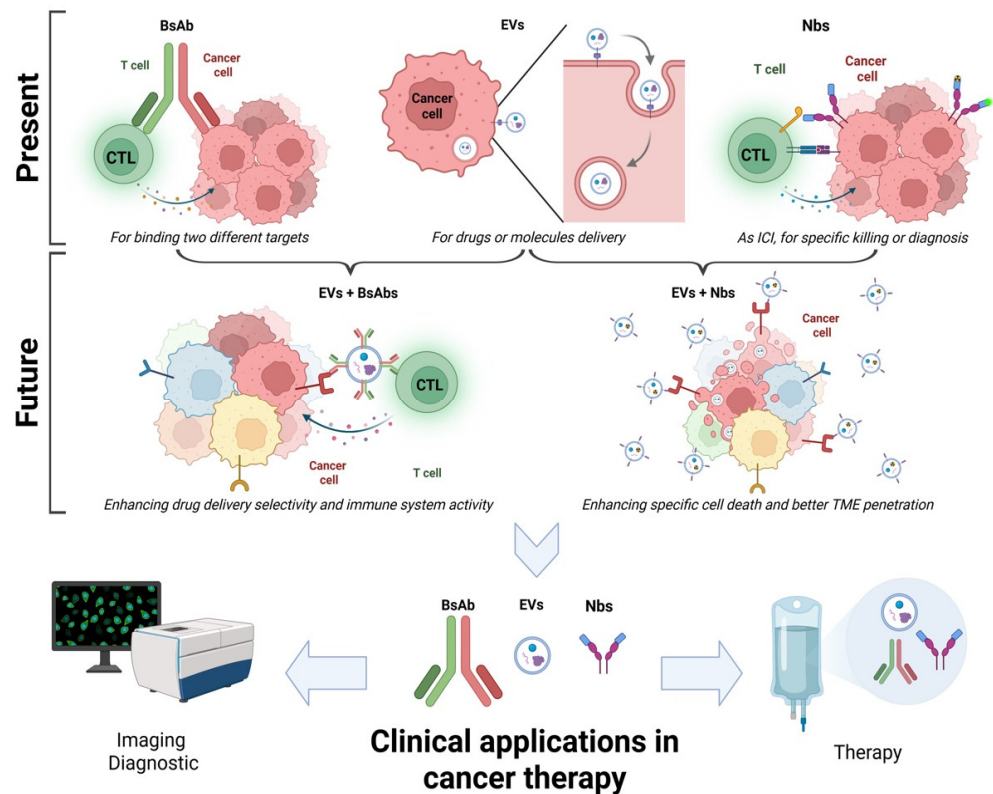 Present
BsAb
T cell
Cancer
cell
CTL
For binding two different targets
EVs
Cancer
cell
For drugs or molecules delivery
Nbs
T cell
Cancer
cell
CTL
As ICI, for specific killing or diagnosis
Future
EVs + BsAbs
CTL
Cancer
cell
T cell
Enhancing drug delivery selectivity and immune system activity
EVs + Nbs
Cancer
cell
Enhancing specific cell death and better TME penetration
BsAb
EVs
Nbs
Imaging
Diagnostic
Clinical applications in
cancer therapy
Therapy